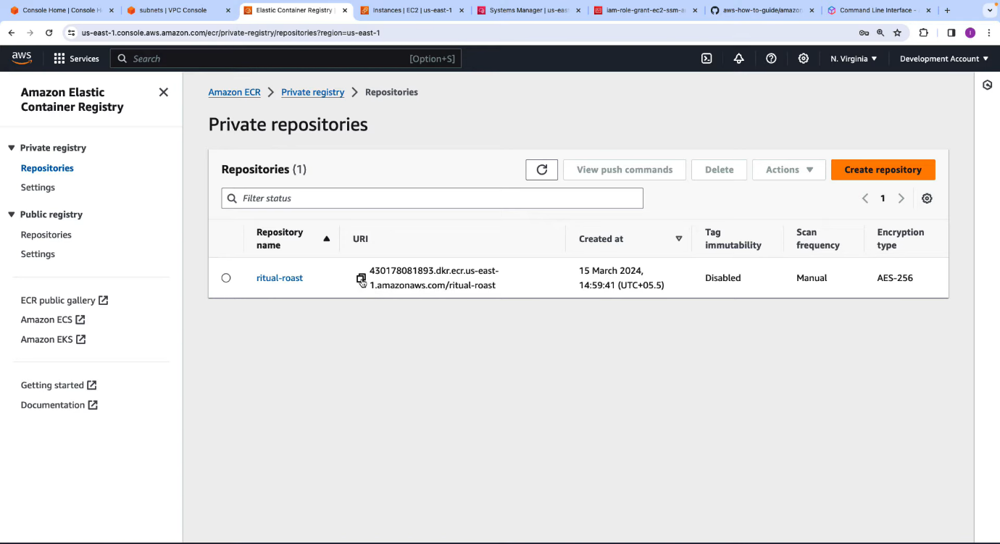 Console Home | Console H
subnets | VPC Console
Elastic Container Registry
Instances | EC2 | us-east-1
Systems Manager | us-eas
iam-role-grant-ec2-ssm-a
aws-how-to-guide/amazon
Command Line Interface -
us-east-1.console.aws.amazon.com/ecr/private-registry/repositories?region=us-east-1
aws
Services
Search
[Option+S]
N. Virginia
Development Account
Amazon Elastic
Container Registry
Private registry
Repositories
Settings
Public registry
Repositories
Settings
ECR public gallery
Amazon ECS
Amazon EKS
Getting started
Documentation
Amazon ECR
Private registry
Repositories
Private repositories
Repositories (1)
View push commands
Delete
Actions
Create repository
Filter status
1
Repository
name
URI
Created at
Tag
immutability
Scan
frequency
Encryption
type
ritual-roast
430178081893.dkr.ecr.us-east-
1.amazonaws.com/ritual-roast
15 March 2024,
14:59:41 (UTC+05.5)
Disabled
Manual
AES-256